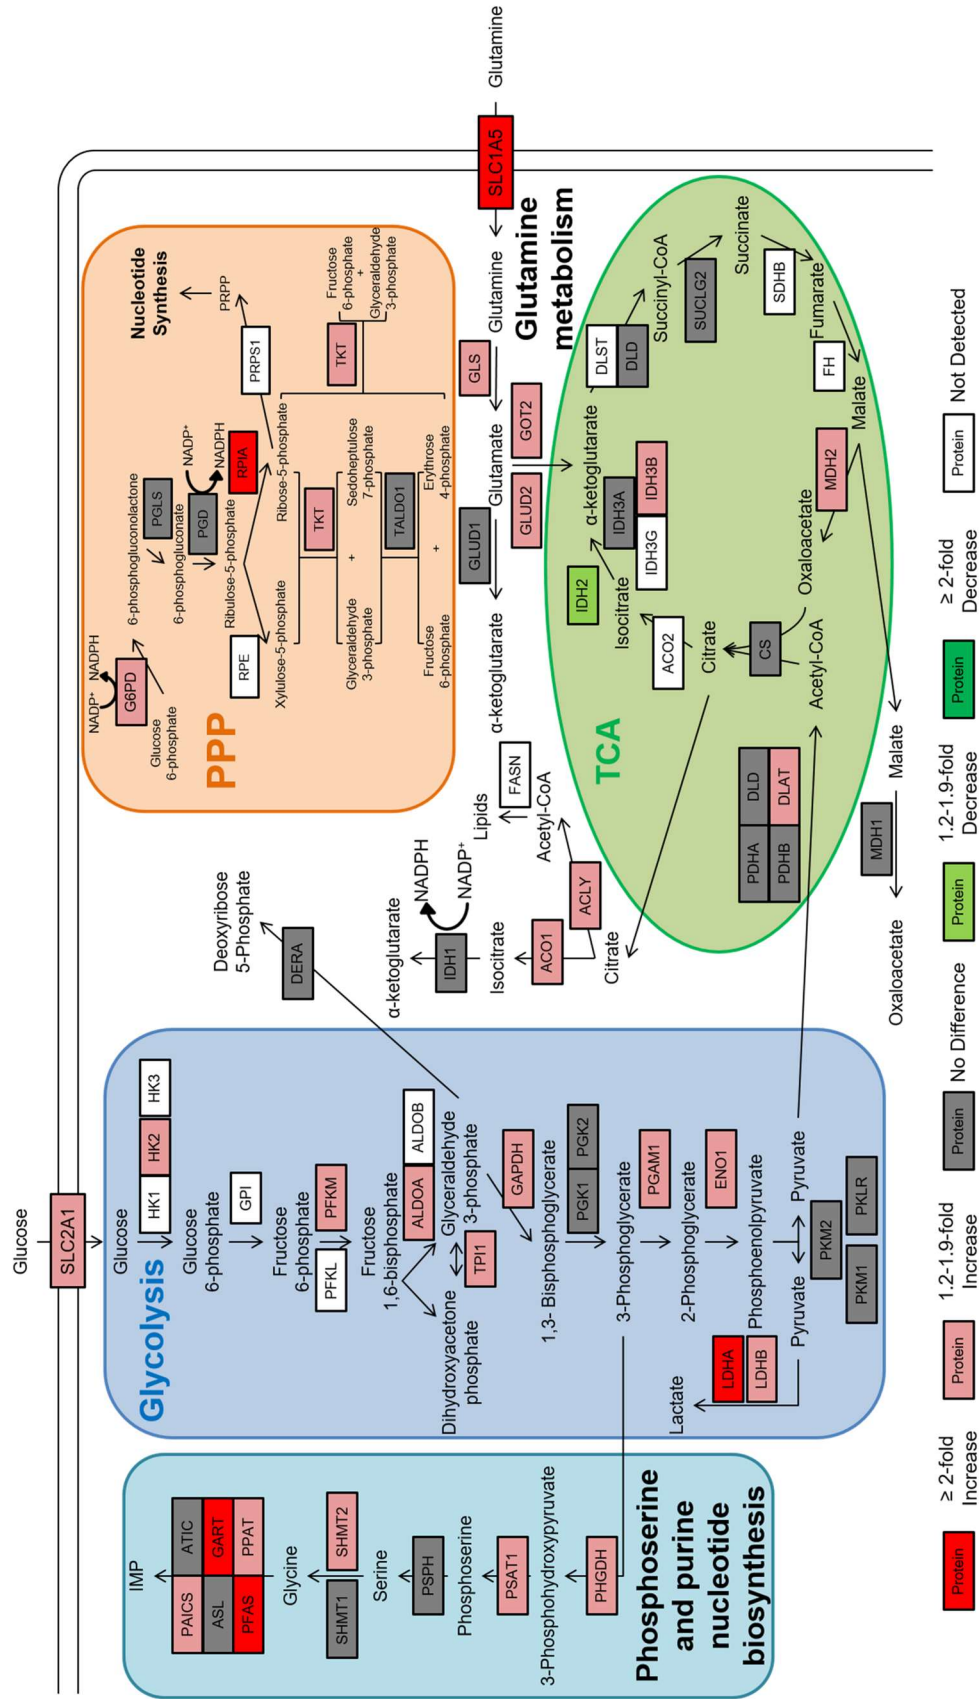 Glucose
SLC2A1
Phosphoserine
and purine
nucleotide
biosynthesis
IMP
PAICS
ATIC
ASL
GART
PFAS
PPAT
Glycine
SHMT1
SHMT2
Serine
PSPH
Phosphoserine
PSAT1
3-Phosphohydroxypyruvate
PHGDH
Glycolysis
Glucose
HK1
HK2
HK3
Glucose
6-phosphate
GPI
Fructose
6-phosphate
PFKL
PFKM
Fructose
1,6-bisphosphate
ALDOA
ALDOB
Dihydroxyacetone
phosphate
Glyceraldehyde
3-phosphate
TPI1
GAPDH
1,3- Bisphosphoglycerate
PGK1
PGK2
3-Phosphoglycerate
PGAM1
2-Phosphoglycerate
ENO1
Phosphoenolpyruvate
Lactate
LDHA
LDHB
Pyruvate
Pyruvate
PKM2
PKM1
PKLR
Deoxyribose
5-Phosphate
DERA
α-ketoglutarate
NADPH
NADP⁺
IDH1
Isocitrate
ACO1
ACLY
Citrate
Lipids
FASN
Acetyl-CoA
PPP
NADP⁺
NADPH
G6PD
Glucose
6-phosphate
6-phosphogluconolactone
PGLS
6-phosphogluconate
NADP⁺
PGD
NADPH
Ribulose-5-phosphate
RPE
RPIA
Xylulose-5-phosphate
Ribose-5-phosphate
PRPS1
PRPP
Nucleotide
Synthesis
TKT
TKT
Glyceraldehyde
3-phosphate
+
Sedoheptulose
7-phosphate
TALDO1
Fructose
6-phosphate
+
Erythrose
4-phosphate
Fructose
6-phosphate
+
Glyceraldehyde
3-phosphate
α-ketoglutarate
GLUD1
Glutamate
GLS
Glutamine
SLC1A5
Glutamine
GLUD2
GOT2
Glutamine
metabolism
TCA
IDH2
α-ketoglutarate
Isocitrate
IDH3A
IDH3G
IDH3B
DLST
DLD
Succinyl-CoA
SUCLG2
Succinate
SDHB
Fumarate
FH
Malate
MDH2
Oxaloacetate
ACO2
Citrate
CS
Acetyl-CoA
PDHA
DLD
PDHB
DLAT
Oxaloacetate
MDH1
Malate
Protein
≥ 2-fold
Increase
Protein
1.2-1.9-fold
Increase
Protein
No Difference
Protein
1.2-1.9-fold
Decrease
Protein
≥ 2-fold
Decrease
Protein
Not Detected